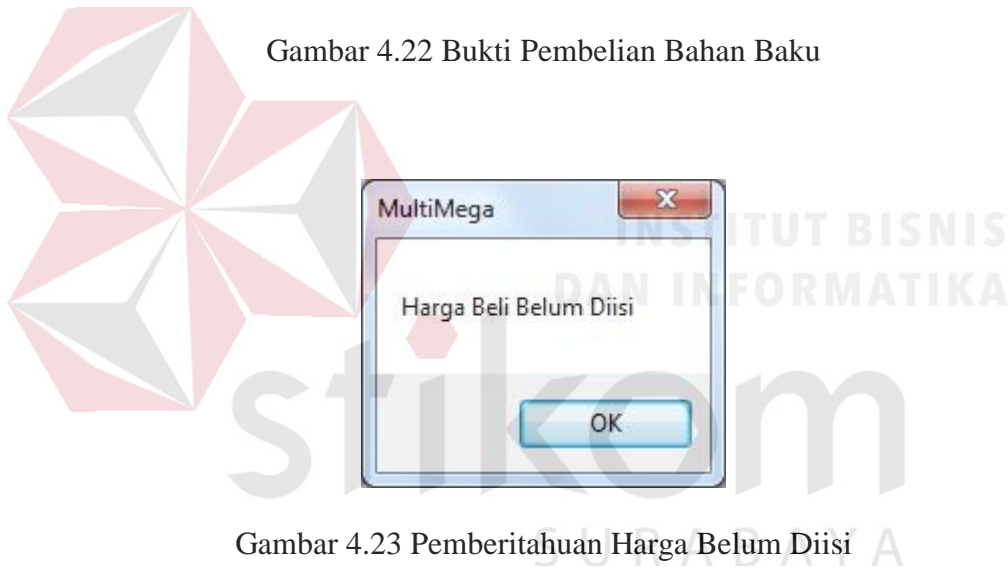 Gambar 4.22 Bukti Pembelian Bahan Baku
MultiMega
INSTITUT BISNIS
DAN INFORMATIKA
Harga Beli Belum Diisi
stikom
OK
SURABAYA
Gambar 4.23 Pemberitahuan Harga Belum Diisi